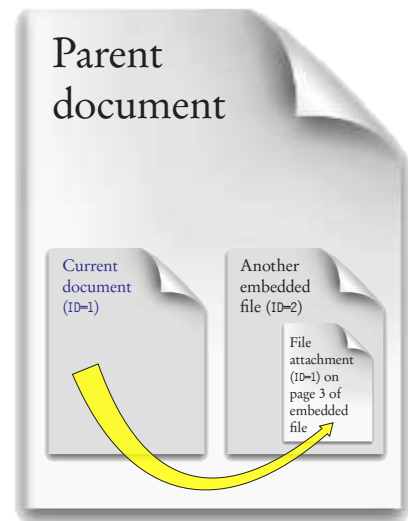 Parent
document
Current
document
(ID=1)
Another
embedded
file (ID=2)
File
attachment
(ID=1) on
page 3 of
embedded
file